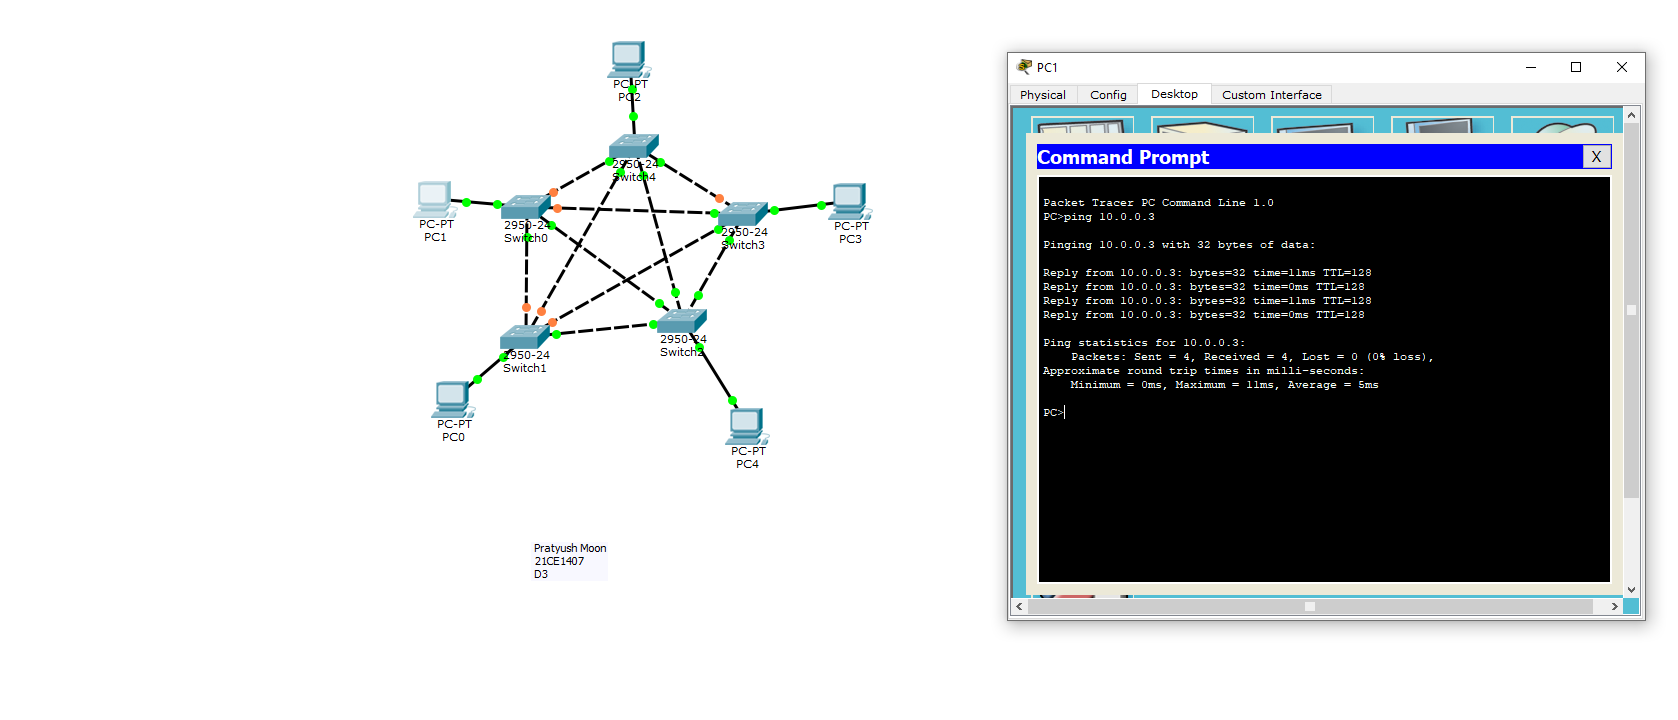 PC-PT
PC2
2950-24
Switch4
PC-PT
PC1
2950-24
Switch0
2950-24
Switch3
PC-PT
PC3
2950-24
Switch1
2950-24
Switch2
PC-PT
PC0
PC-PT
PC4
Pratyush Moon
21CE1407
D3
PC1
Physical Config Desktop Custom Interface
Command Prompt X
Packet Tracer PC Command Line 1.0
PC>ping 10.0.0.3
Pinging 10.0.0.3 with 32 bytes of data:
Reply from 10.0.0.3: bytes=32 time=11ms TTL=128
Reply from 10.0.0.3: bytes=32 time=0ms TTL=128
Reply from 10.0.0.3: bytes=32 time=11ms TTL=128
Reply from 10.0.0.3: bytes=32 time=0ms TTL=128
Ping statistics for 10.0.0.3:
Packets: Sent = 4, Received = 4, Lost = 0 (0% loss),
Approximate round trip times in milli-seconds:
Minimum = 0ms, Maximum = 11ms, Average = 5ms
PC>